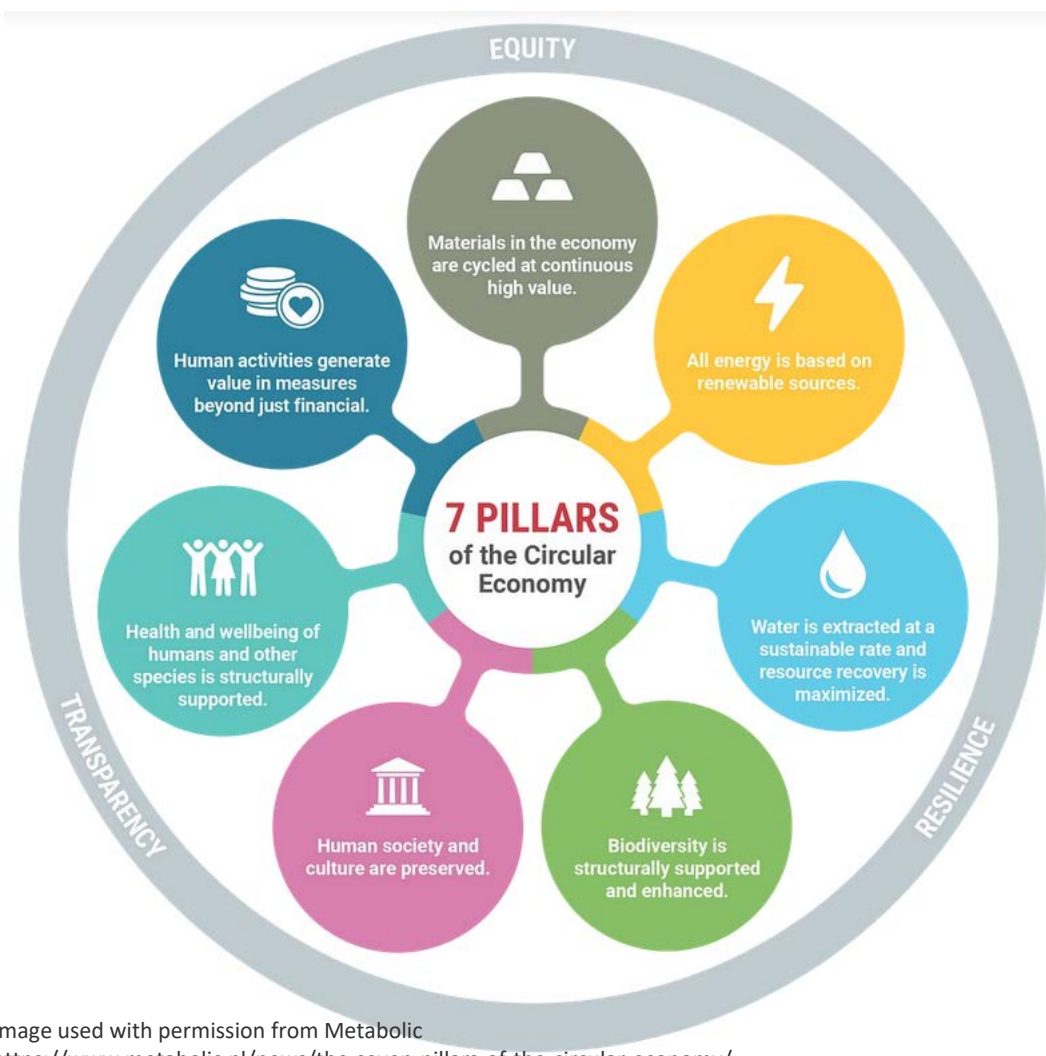 EQUITY
Materials in the economy
are cycled at continuous
high value.
All energy is based on
renewable sources.
Water is extracted at a
sustainable rate and
resource recovery is
maximized.
Biodiversity is
structurally supported
and enhanced.
Human society and
culture are preserved.
Health and wellbeing of
humans and other
species is structurally
supported.
Human activities generate
value in measures
beyond just financial.
7 PILLARS
of the Circular
Economy
RESILIENCE
TRANSPARENCY
mage used with permission from Metabolic